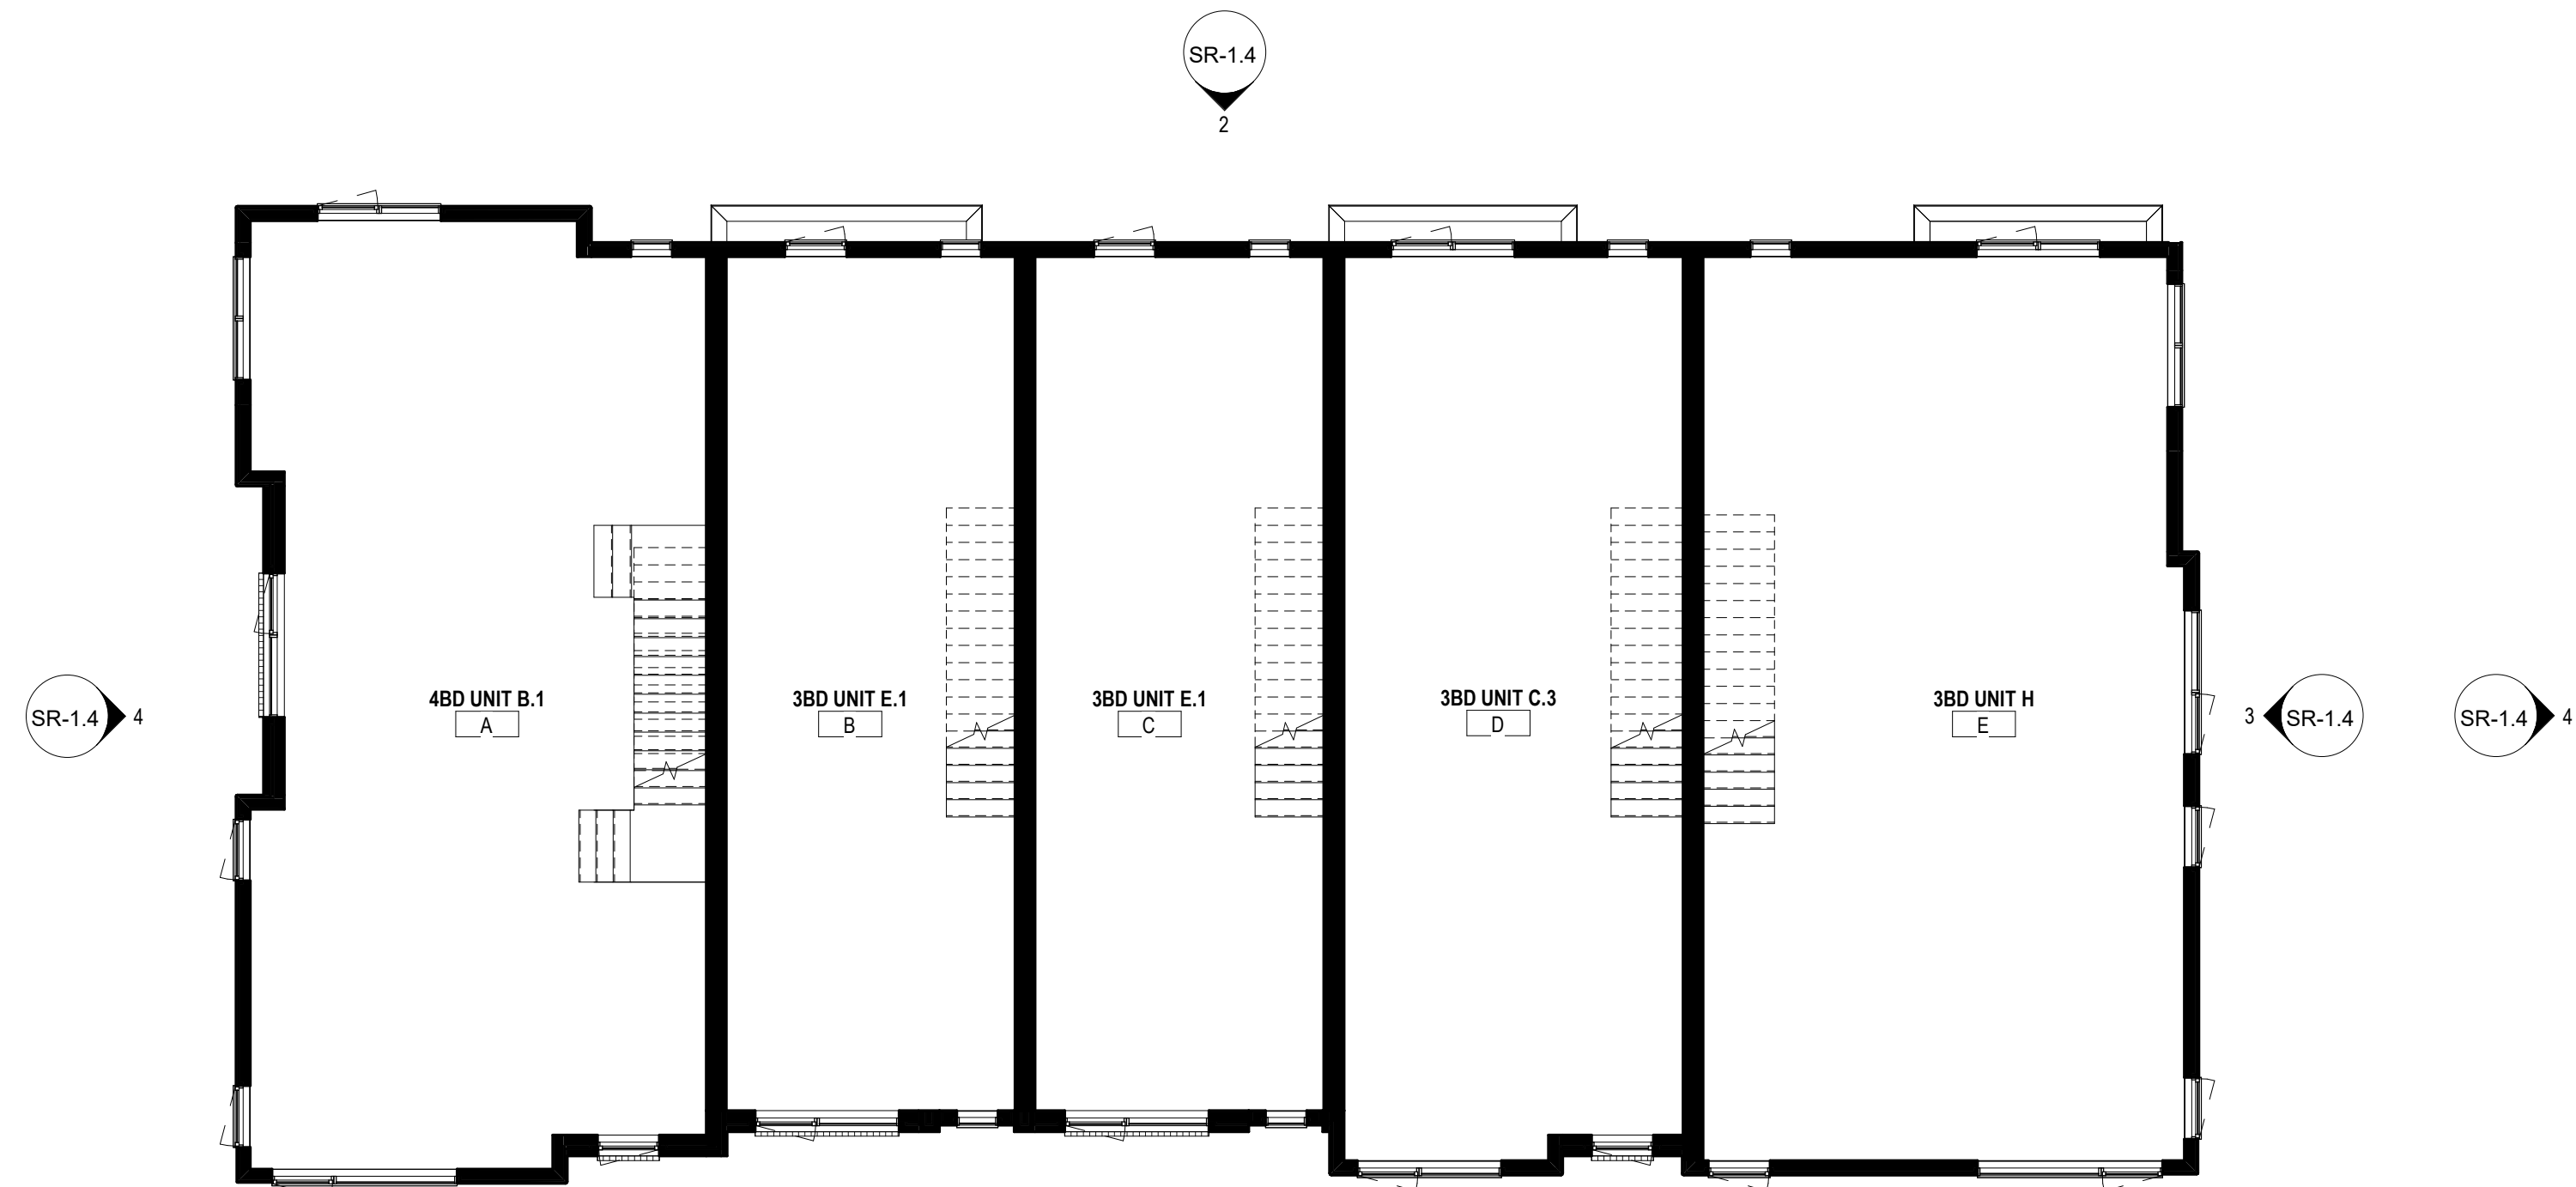 SR-1.4
2
4BD UNIT B.1
A
3BD UNIT E.1
B
3BD UNIT E.1
C
3BD UNIT C.3
D
3BD UNIT H
E
SR-1.4 4
3 SR-1.4
SR-1.4 4